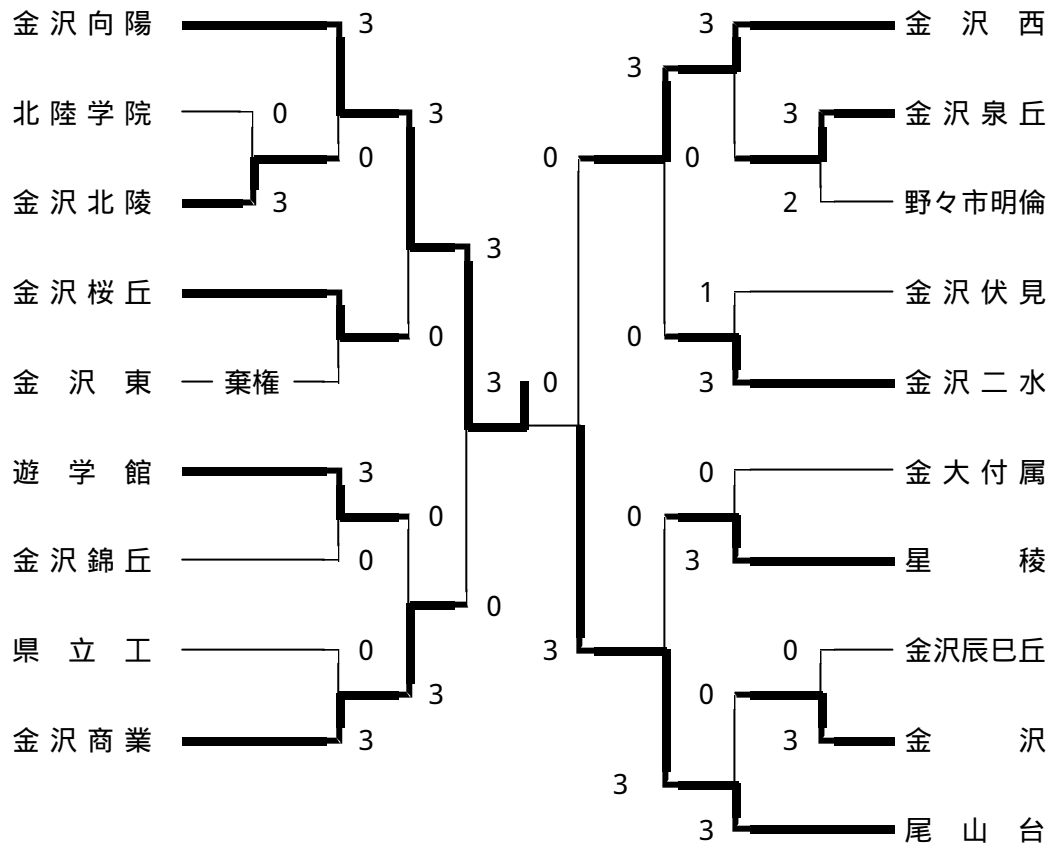 金沢向陽 3 3 金沢西
3
北陸学院 0 3 3 金沢泉丘
0 0 0
金沢北陵 3 2 野々市明倫
3
金沢桜丘 1 金沢伏見
0 0
金沢東 棄権 3 0 3 金沢二水
遊学館 3 0 金大付属
0 0
金沢錦丘 0 3 星稜
0
県立工 0 3 0 金沢辰巳丘
3 0
金沢商業 3 3 金沢
3
3 尾山台